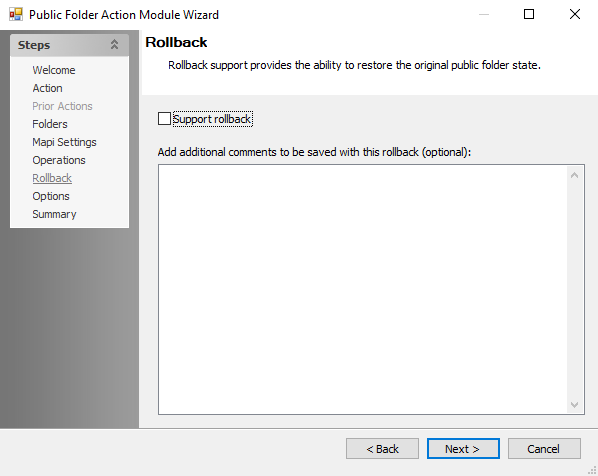 Public Folder Action Module Wizard
Steps
Welcome
Action
Prior Actions
Folders
Mapi Settings
Operations
Rollback
Options
Summary
Rollback
Rollback support provides the ability to restore the original public folder state.
Support rollback
Add additional comments to be saved with this rollback (optional):
< Back
Next >
Cancel